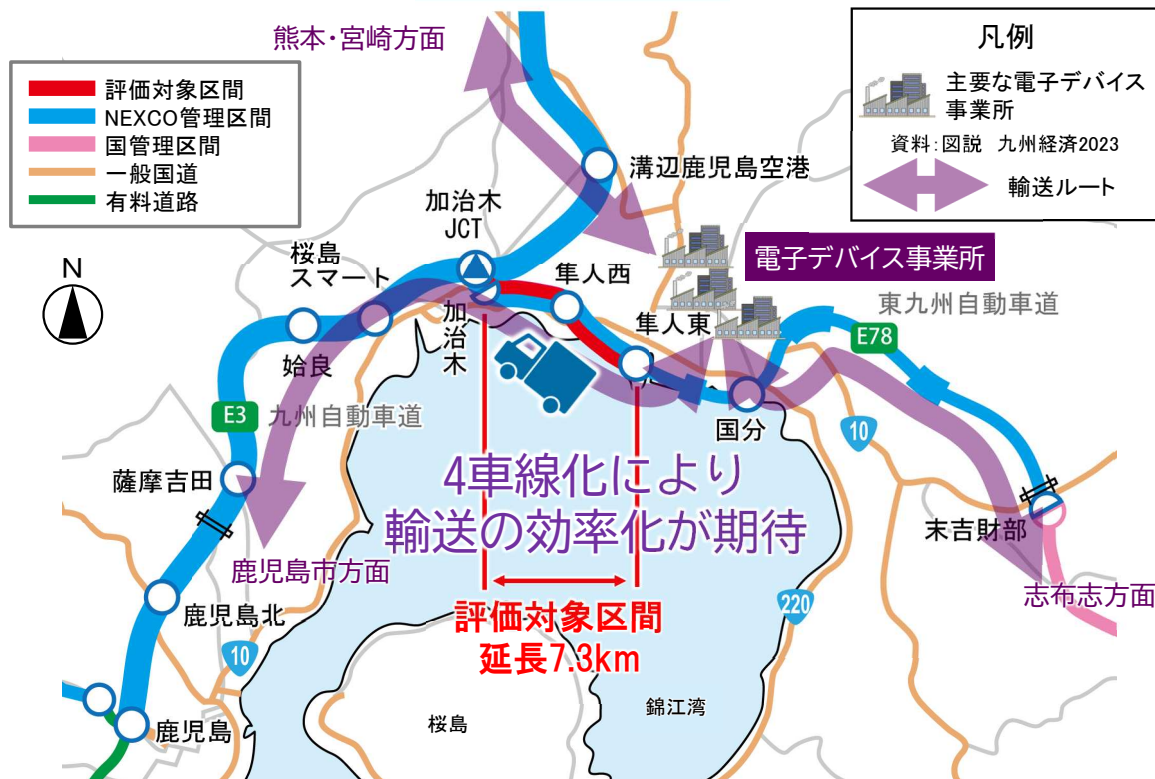 熊本・宮崎方面
評価対象区間
NEXCO管理区間
国管理区間
一般国道
有料道路
凡例
主要な電子デバイス
事業所
資料:図説 九州経済2023
輸送ルート
溝辺鹿児島空港
加治木
JCT
桜島
スマート
N
隼人西
電子デバイス事業所
加治木
隼人東
東九州自動車道
E78
姶良
E3
九州自動車道
国分
10
薩摩吉田
4車線化により
輸送の効率化が期待
末吉財部
鹿児島市方面
志布志方面
鹿児島北
220
評価対象区間
延長7.3km
10
鹿児島
桜島
錦江湾